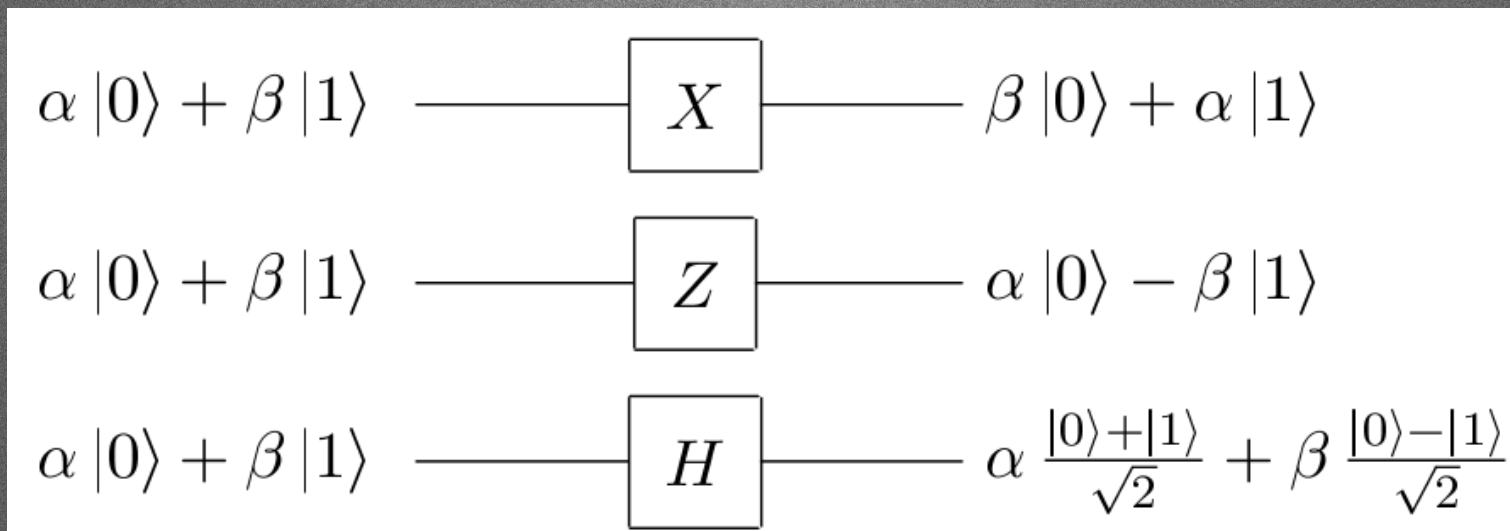 α |0⟩ + β |1⟩ X β |0⟩ + α |1⟩
α |0⟩ + β |1⟩ Z α |0⟩ − β |1⟩
α |0⟩ + β |1⟩ H α (|0⟩+|1⟩)/√2 + β (|0⟩−|1⟩)/√2